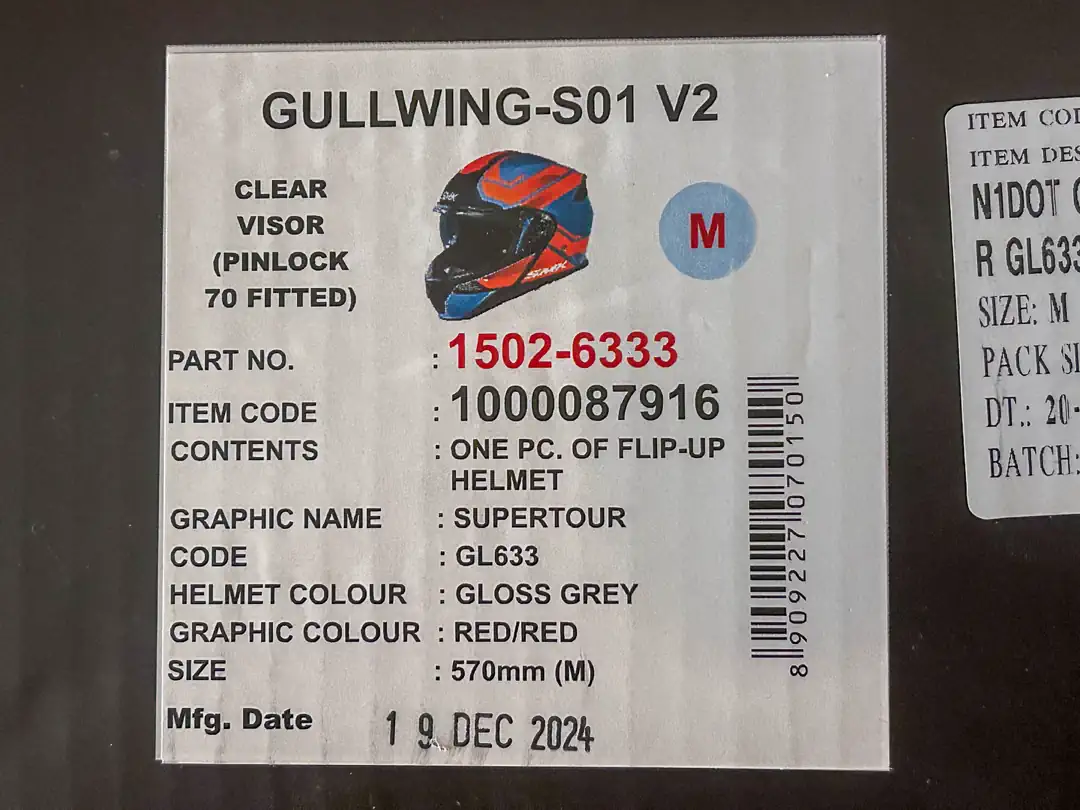 GULLWING-S01 V2
CLEAR
VISOR
(PINLOCK
70 FITTED)
SMK
M
PART NO. : 1502-6333
ITEM CODE : 1000087916
CONTENTS : ONE PC. OF FLIP-UP
HELMET
GRAPHIC NAME : SUPERTOUR
CODE : GL633
HELMET COLOUR : GLOSS GREY
GRAPHIC COLOUR : RED/RED
SIZE : 570mm (M)
Mfg. Date 19 DEC 2024
8909227070150
ITEM
ITEM
N1DOT
R GL633
SIZE: M
PACK
DT.: 20-
BATCH: